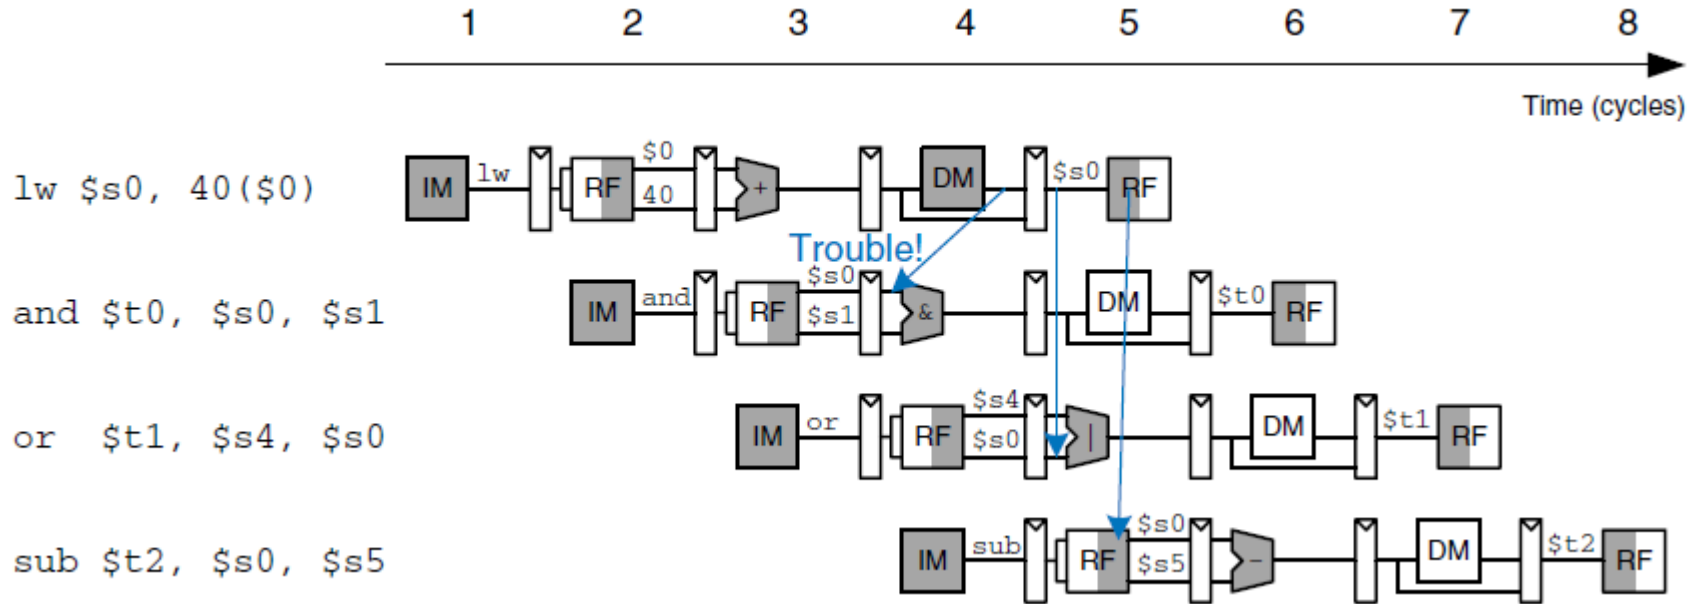 1 2 3 4 5 6 7 8
Time (cycles)
lw $s0, 40($0) IM lw RF $0 40 + DM $s0 RF
Trouble!
and $t0, $s0, $s1 IM and RF $s0 $s1 & DM $t0 RF
or $t1, $s4, $s0 IM or RF $s4 $s0 | DM $t1 RF
sub $t2, $s0, $s5 IM sub RF $s0 $s5 - DM $t2 RF